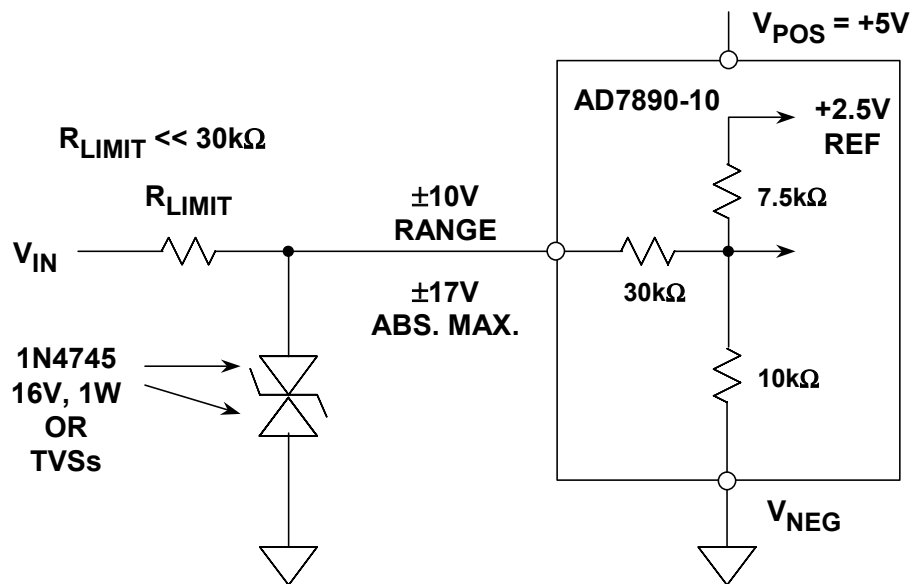 V_POS = +5V
AD7890-10
+2.5V
REF
R_LIMIT << 30kΩ
7.5kΩ
R_LIMIT
±10V
RANGE
V_IN
30kΩ
±17V
ABS. MAX.
1N4745
16V, 1W
OR
TVSs
10kΩ
V_NEG